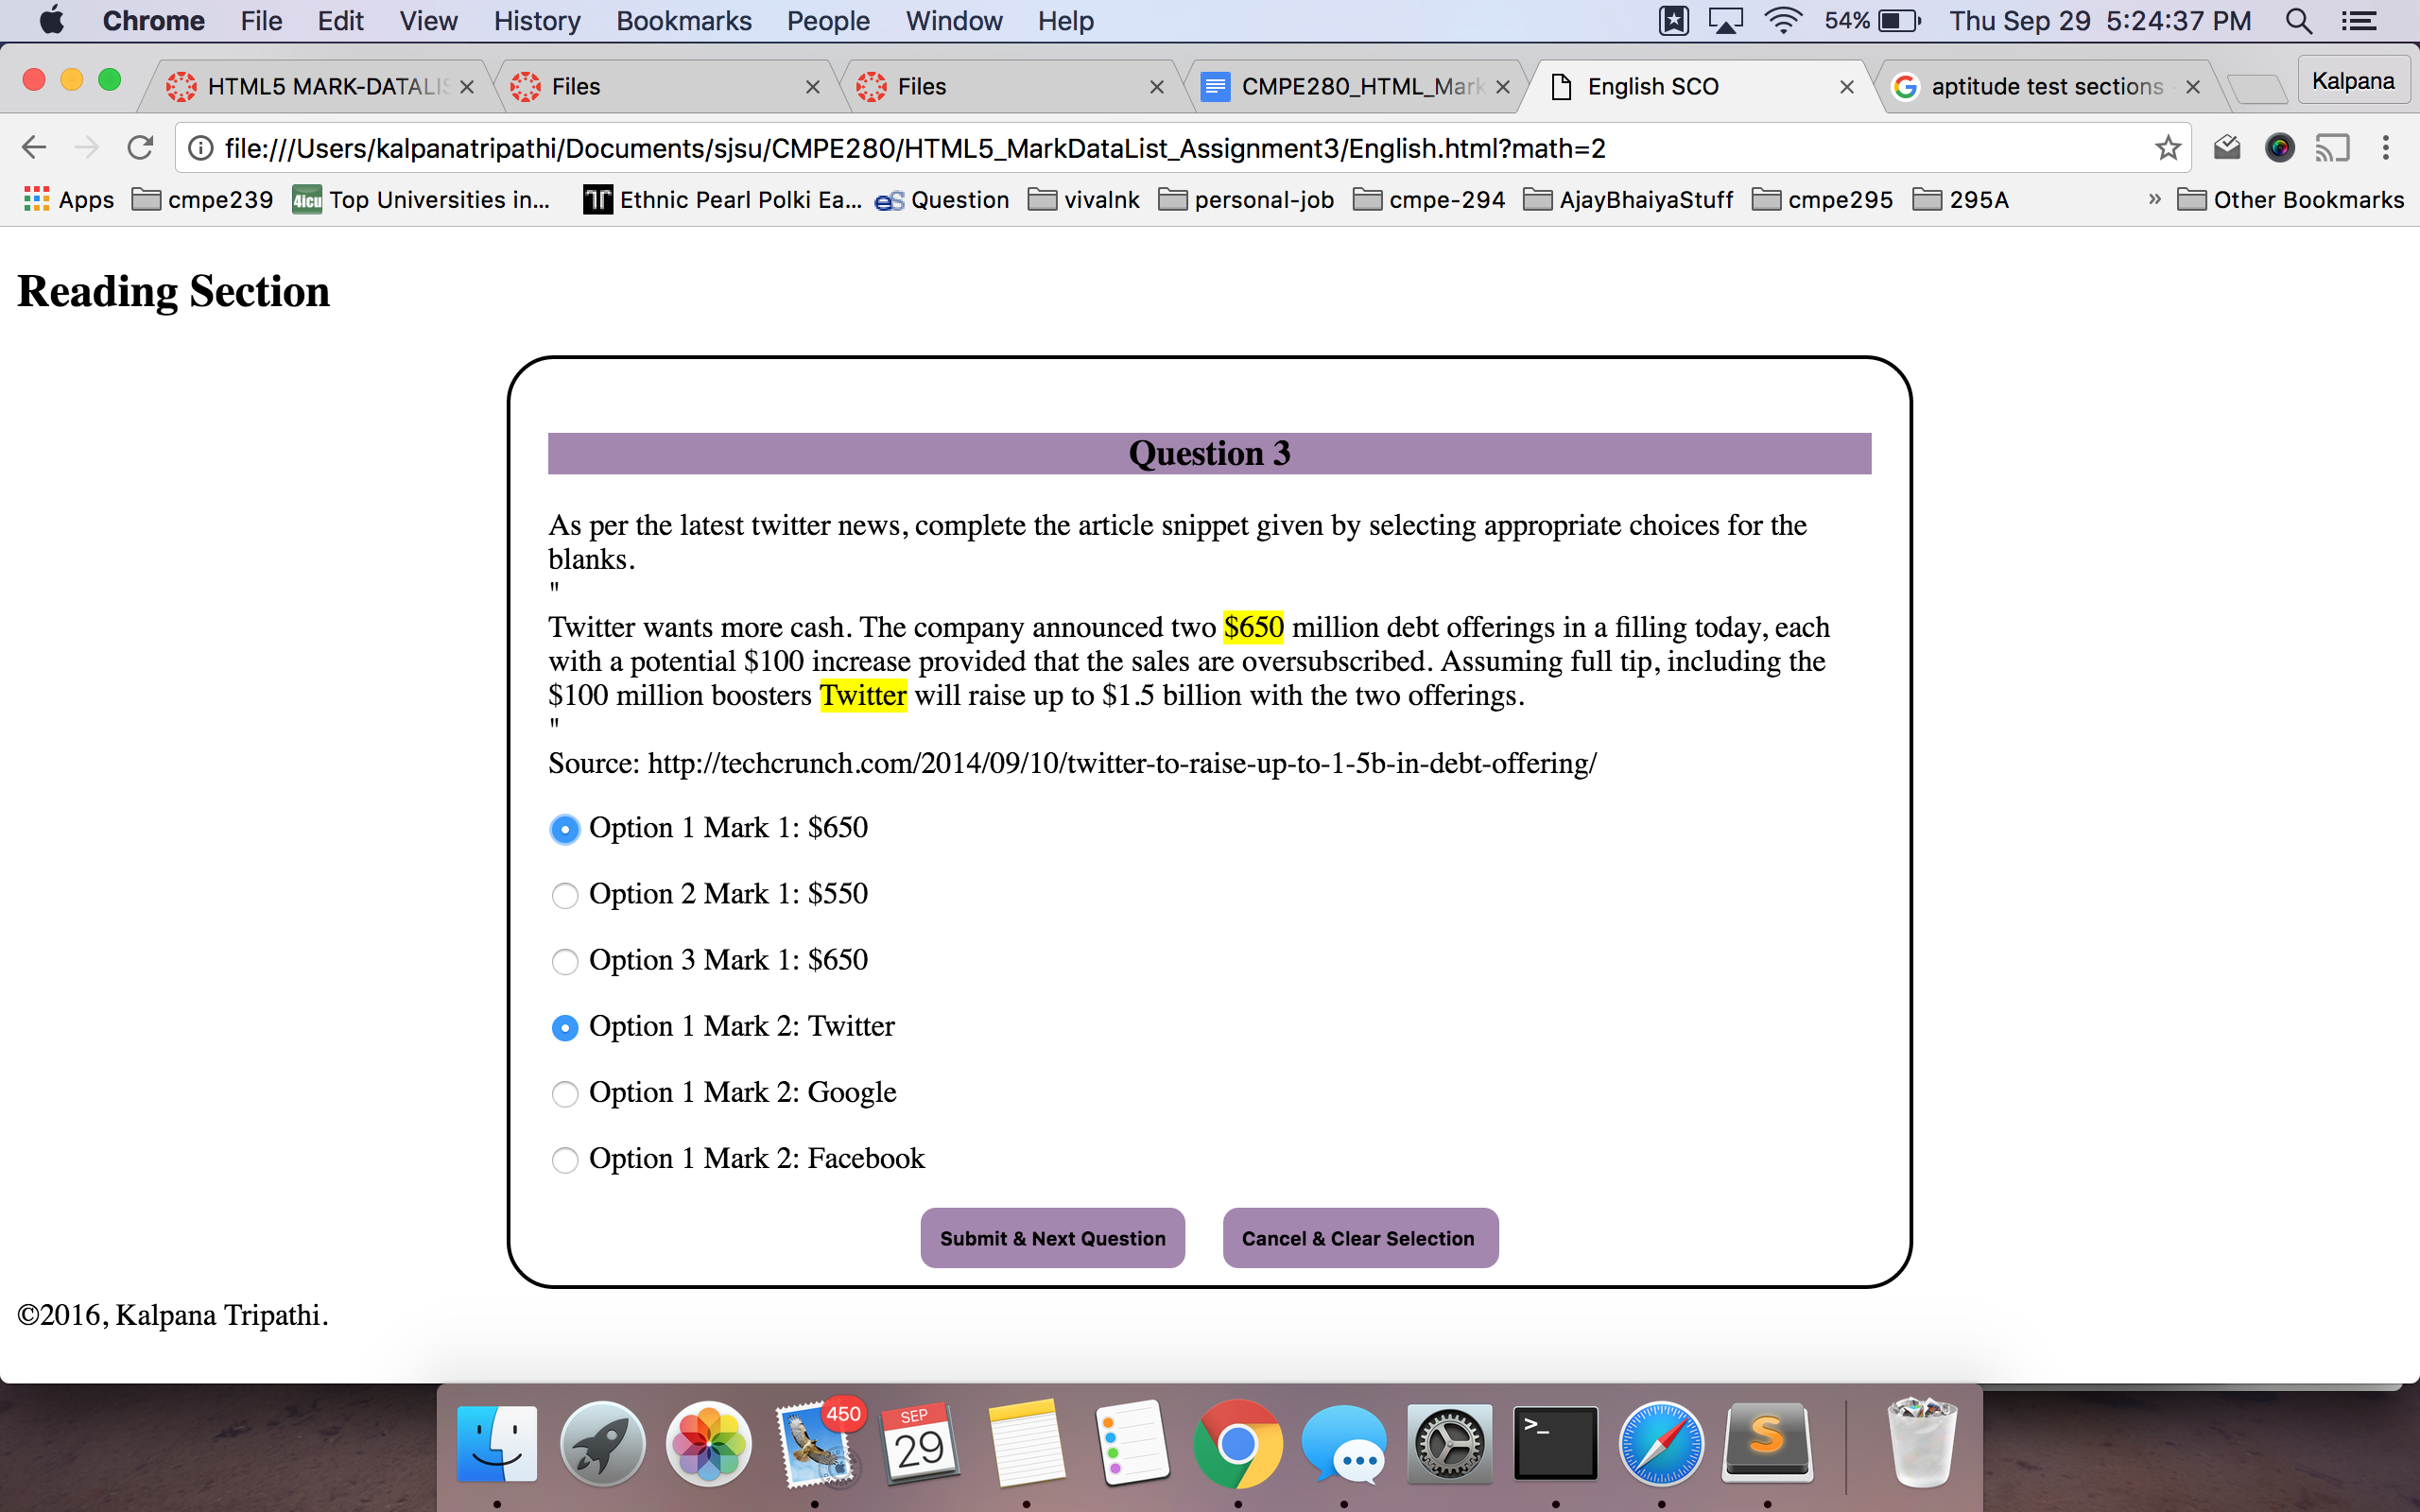 Chrome File Edit View History Bookmarks People Window Help 54% Thu Sep 29 5:24:37 PM
HTML5 MARK-DATALIS Files Files CMPE280_HTML_Mark English SCO aptitude test sections - Kalpana
file:///Users/kalpanatripathi/Documents/sjsu/CMPE280/HTML5_MarkDataList_Assignment3/English.html?math=2
Apps cmpe239 4icu Top Universities in... Ethnic Pearl Polki Ea... eS Question vivalnk personal-job cmpe-294 AjayBhaiyaStuff cmpe295 295A » Other Bookmarks
Reading Section
Question 3
As per the latest twitter news, complete the article snippet given by selecting appropriate choices for the
blanks.
"
Twitter wants more cash. The company announced two $650 million debt offerings in a filling today, each
with a potential $100 increase provided that the sales are oversubscribed. Assuming full tip, including the
$100 million boosters Twitter will raise up to $1.5 billion with the two offerings.
"
Source: http://techcrunch.com/2014/09/10/twitter-to-raise-up-to-1-5b-in-debt-offering/
Option 1 Mark 1: $650
Option 2 Mark 1: $550
Option 3 Mark 1: $650
Option 1 Mark 2: Twitter
Option 1 Mark 2: Google
Option 1 Mark 2: Facebook
Submit & Next Question Cancel & Clear Selection
©2016, Kalpana Tripathi.
450 SEP
29 >_ S